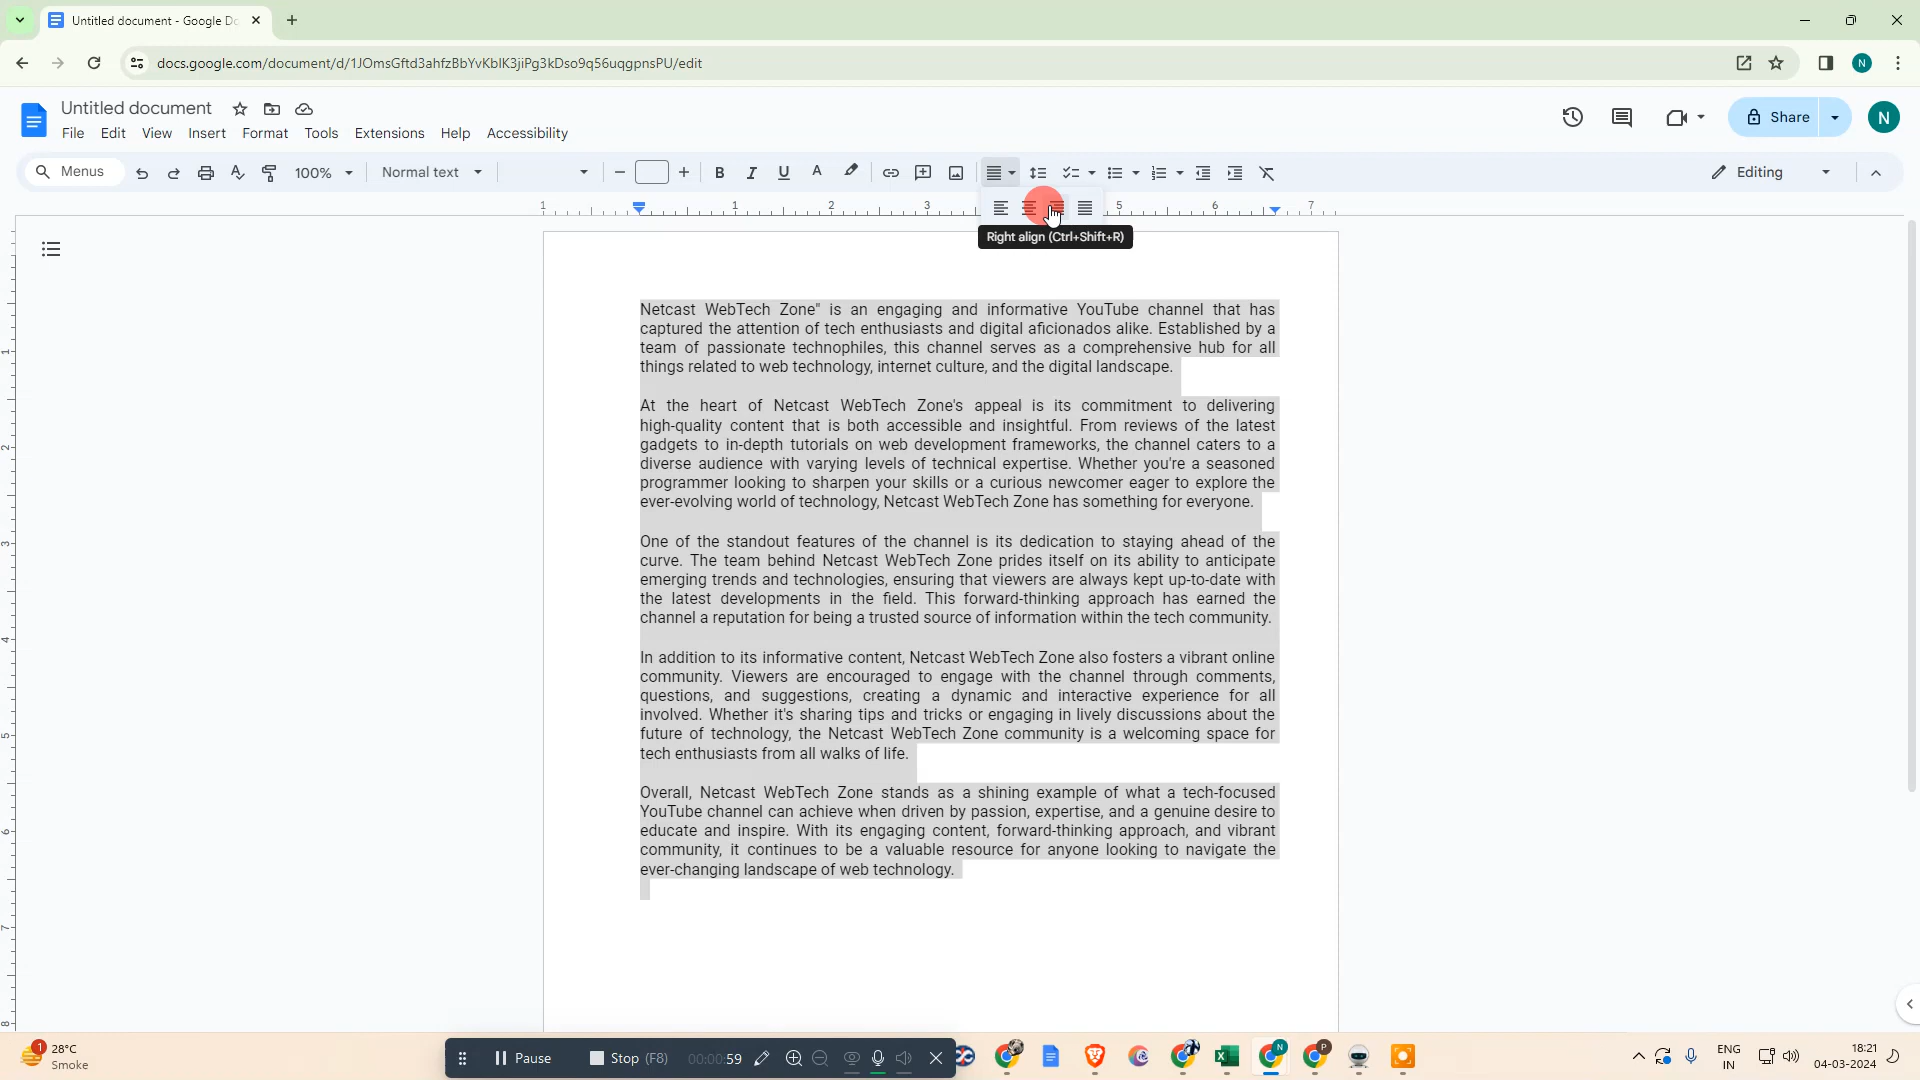 Untitled document - Google Do
docs.google.com/document/d/1JOmsGftd3ahfzBbYvKblK3jiPg3kDso9q56uqgpnsPU/edit
N
Untitled document
File Edit View Insert Format Tools Extensions Help Accessibility
Share
N
Menus
100%
Normal text
Editing
1 1 2 3 5 6 7
Right align (Ctrl+Shift+R)
Netcast WebTech Zone" is an engaging and informative YouTube channel that has
captured the attention of tech enthusiasts and digital aficionados alike. Established by a
team of passionate technophiles, this channel serves as a comprehensive hub for all
things related to web technology, internet culture, and the digital landscape.
At the heart of Netcast WebTech Zone's appeal is its commitment to delivering
high-quality content that is both accessible and insightful. From reviews of the latest
gadgets to in-depth tutorials on web development frameworks, the channel caters to a
diverse audience with varying levels of technical expertise. Whether you're a seasoned
programmer looking to sharpen your skills or a curious newcomer eager to explore the
ever-evolving world of technology, Netcast WebTech Zone has something for everyone.
One of the standout features of the channel is its dedication to staying ahead of the
curve. The team behind Netcast WebTech Zone prides itself on its ability to anticipate
emerging trends and technologies, ensuring that viewers are always kept up-to-date with
the latest developments in the field. This forward-thinking approach has earned the
channel a reputation for being a trusted source of information within the tech community.
In addition to its informative content, Netcast WebTech Zone also fosters a vibrant online
community. Viewers are encouraged to engage with the channel through comments,
questions, and suggestions, creating a dynamic and interactive experience for all
involved. Whether it's sharing tips and tricks or engaging in lively discussions about the
future of technology, the Netcast WebTech Zone community is a welcoming space for
tech enthusiasts from all walks of life.
Overall, Netcast WebTech Zone stands as a shining example of what a tech-focused
YouTube channel can achieve when driven by passion, expertise, and a genuine desire to
educate and inspire. With its engaging content, forward-thinking approach, and vibrant
community, it continues to be a valuable resource for anyone looking to navigate the
ever-changing landscape of web technology.
1
2
3
4
5
6
7
8
1
28°C
Smoke
Pause
Stop (F8)
00:00:59
N
P
ENG
IN
18:21
04-03-2024